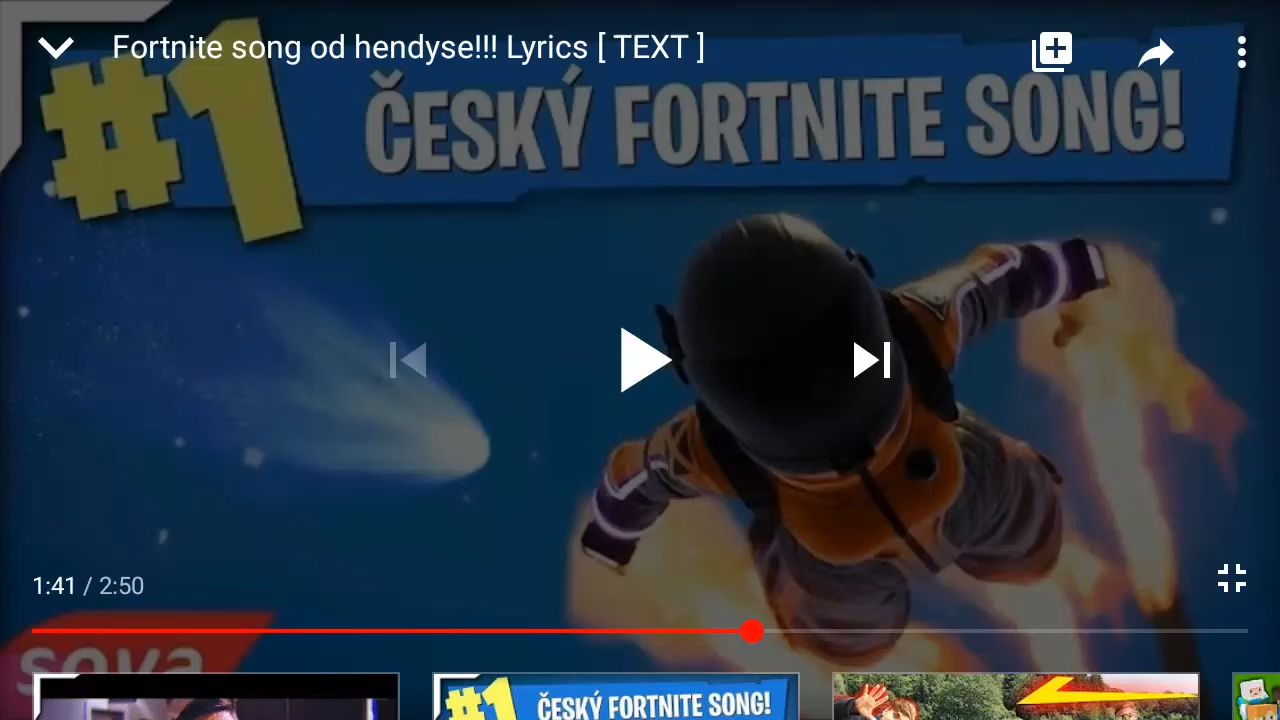 Fortnite song od hendyse!!! Lyrics [ TEXT ]
#1
ČESKÝ FORTNITE SONG!
1:41 / 2:50
sova
#1
ČESKÝ FORTNITE SONG!